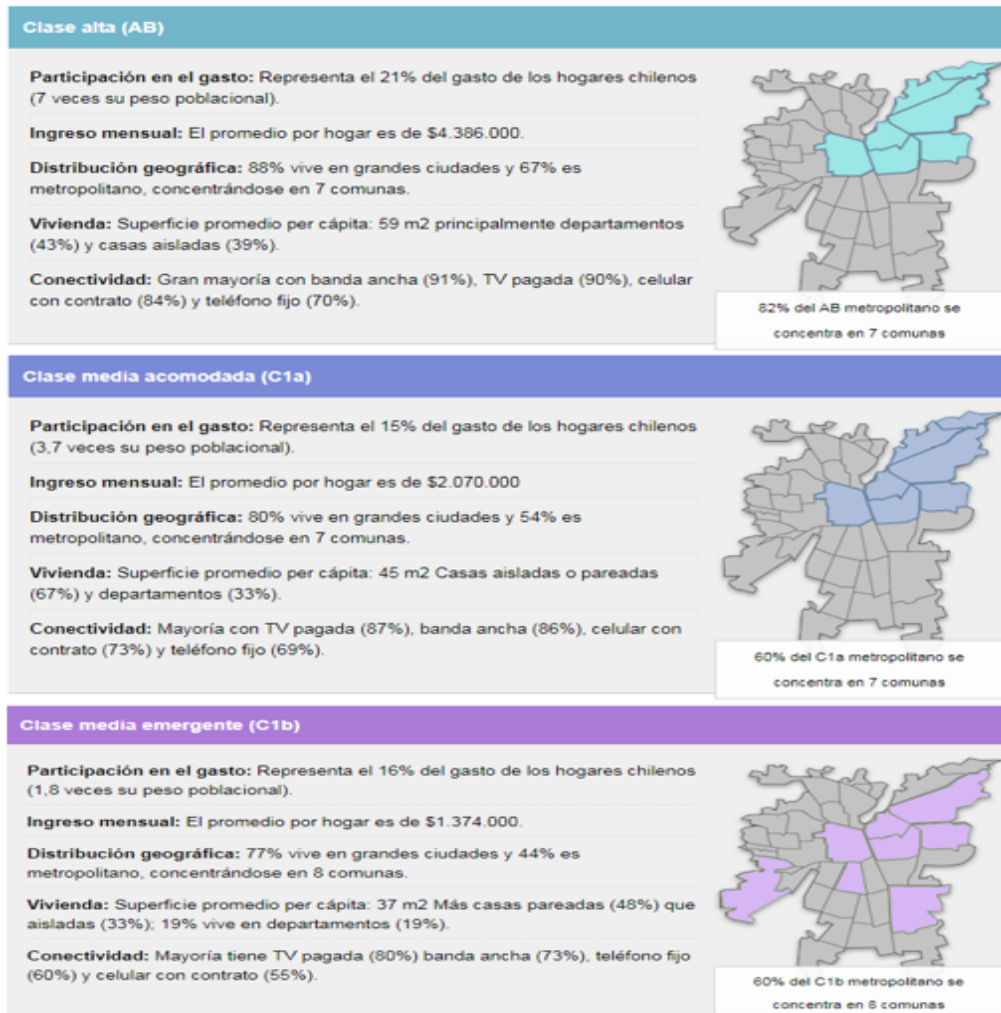 Clase alta (AB)
Participación en el gasto: Representa el 21% del gasto de los hogares chilenos
(7 veces su peso poblacional).
Ingreso mensual: El promedio por hogar es de $4.386.000.
Distribución geográfica: 88% vive en grandes ciudades y 67% es
metropolitano, concentrándose en 7 comunas.
Vivienda: Superficie promedio per cápita: 59 m2 principalmente departamentos
(43%) y casas aisladas (39%).
Conectividad: Gran mayoría con banda ancha (91%), TV pagada (90%), celular
con contrato (84%) y teléfono fijo (70%).
82% del AB metropolitano se
concentra en 7 comunas
Clase media acomodada (C1a)
Participación en el gasto: Representa el 15% del gasto de los hogares chilenos
(3,7 veces su peso poblacional).
Ingreso mensual: El promedio por hogar es de $2.070.000
Distribución geográfica: 80% vive en grandes ciudades y 54% es
metropolitano, concentrándose en 7 comunas.
Vivienda: Superficie promedio per cápita: 45 m2 Casas aisladas o pareadas
(67%) y departamentos (33%).
Conectividad: Mayoría con TV pagada (87%), banda ancha (86%), celular con
contrato (73%) y teléfono fijo (69%).
60% del C1a metropolitano se
concentra en 7 comunas
Clase media emergente (C1b)
Participación en el gasto: Representa el 16% del gasto de los hogares chilenos
(1,8 veces su peso poblacional).
Ingreso mensual: El promedio por hogar es de $1.374.000.
Distribución geográfica: 77% vive en grandes ciudades y 44% es
metropolitano, concentrándose en 8 comunas.
Vivienda: Superficie promedio per cápita: 37 m2 Más casas pareadas (48%) que
aisladas (33%); 19% vive en departamentos (19%).
Conectividad: Mayoría tiene TV pagada (80%) banda ancha (73%), teléfono fijo
(60%) y celular con contrato (55%).
60% del C1b metropolitano se
concentra en 8 comunas